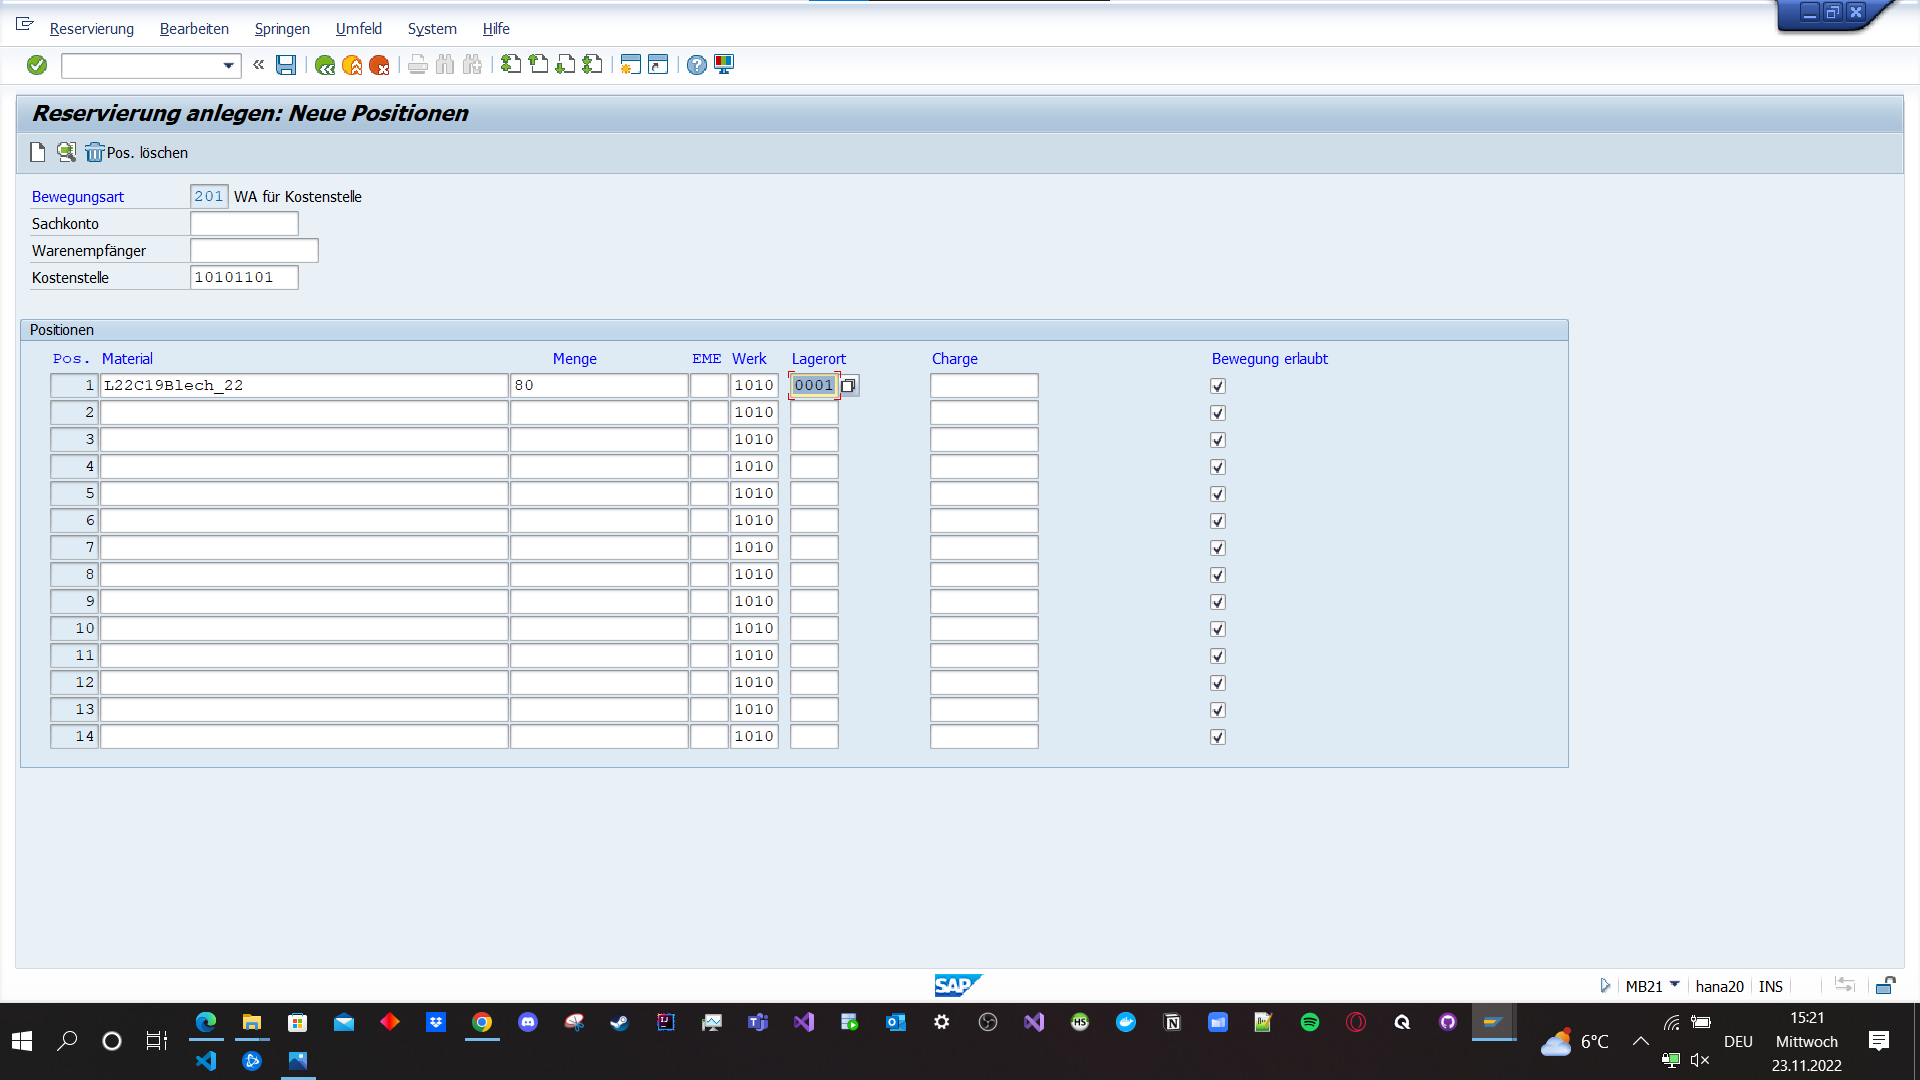 Reservierung Bearbeiten Springen Umfeld System Hilfe
Reservierung anlegen: Neue Positionen
Pos. löschen
Bewegungsart 201 WA für Kostenstelle
Sachkonto
Warenempfänger
Kostenstelle 10101101
Positionen
Pos. Material Menge EME Werk Lagerort Charge Bewegung erlaubt
1 L22C19Blech_22 80 1010 0001
2 1010
3 1010
4 1010
5 1010
6 1010
7 1010
8 1010
9 1010
10 1010
11 1010
12 1010
13 1010
14 1010
SAP
MB21 hana20 INS
6°C DEU
15:21
Mittwoch
23.11.2022